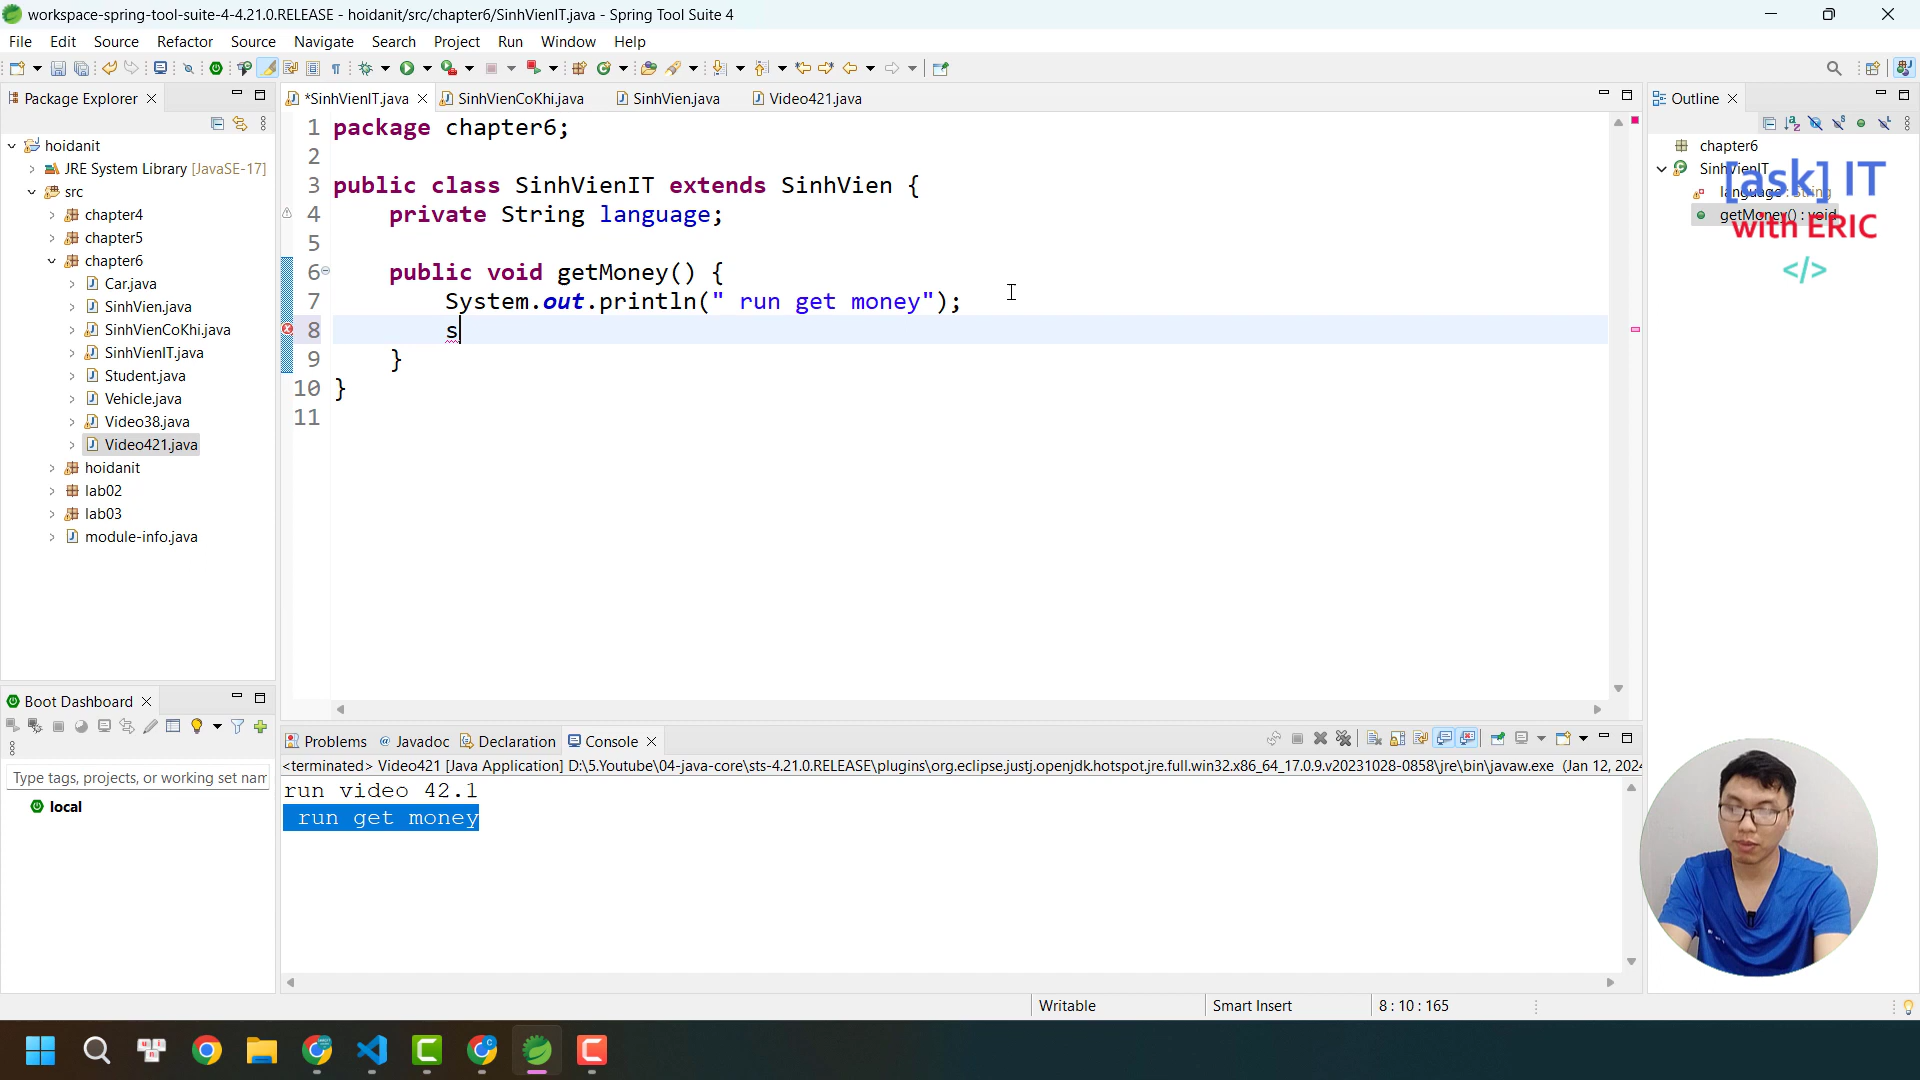 workspace-spring-tool-suite-4-4.21.0.RELEASE - hoidanit/src/chapter6/SinhVienIT.java - Spring Tool Suite 4
File Edit Source Refactor Source Navigate Search Project Run Window Help
Package Explorer
*SinhVienIT.java SinhVienCoKhi.java SinhVien.java Video421.java
Outline
hoidanit
JRE System Library [JavaSE-17]
src
chapter4
chapter5
chapter6
Car.java
SinhVien.java
SinhVienCoKhi.java
SinhVienIT.java
Student.java
Vehicle.java
Video38.java
Video421.java
hoidanit
lab02
lab03
module-info.java
1 package chapter6;
2
3 public class SinhVienIT extends SinhVien {
4 private String language;
5
6 public void getMoney() {
7 System.out.println(" run get money");
8 s
9 }
10 }
11
chapter6
SinhVienIT
language : String
getMoney() : void
[ask] IT
with ERIC
</>
Boot Dashboard
Type tags, projects, or working set nam
local
Problems @ Javadoc Declaration Console
<terminated> Video421 [Java Application] D:\5.Youtube\04-java-core\sts-4.21.0.RELEASE\plugins\org.eclipse.justj.openjdk.hotspot.jre.full.win32.x86_64_17.0.9.v20231028-0858\jre\bin\javaw.exe (Jan 12, 2024
run video 42.1
run get money
Writable Smart Insert 8 : 10 : 165